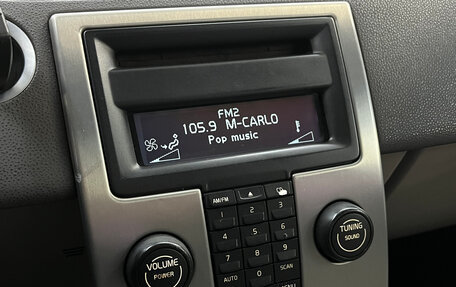 FM2
105.9 M-CARLO
Pop music
AM/FM
1 2 3
4 5 6
7 8 9
AUTO 0 SCAN
MENU
VOLUME
POWER
TUNING
SOUND